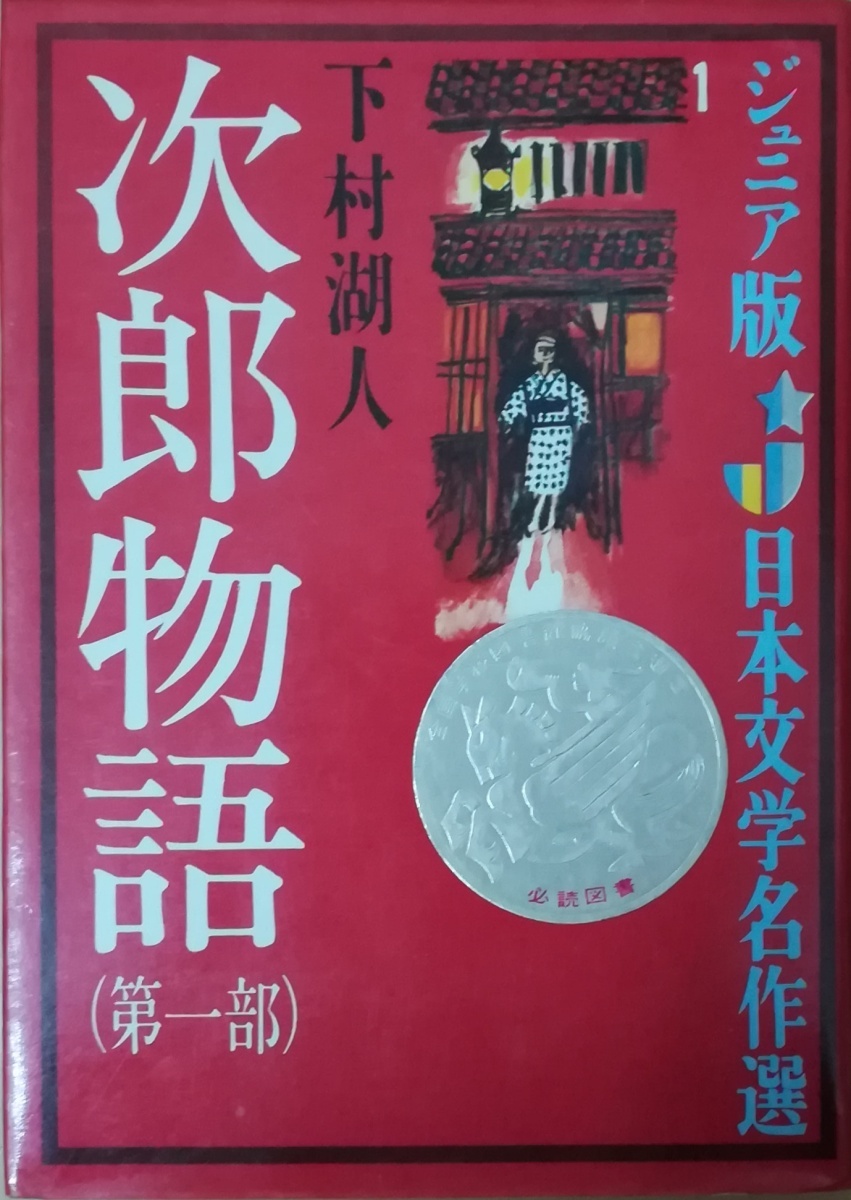 ジュニア版
日本文学名作選
1
下村湖人
次郎物語
(第一部)
必読図書